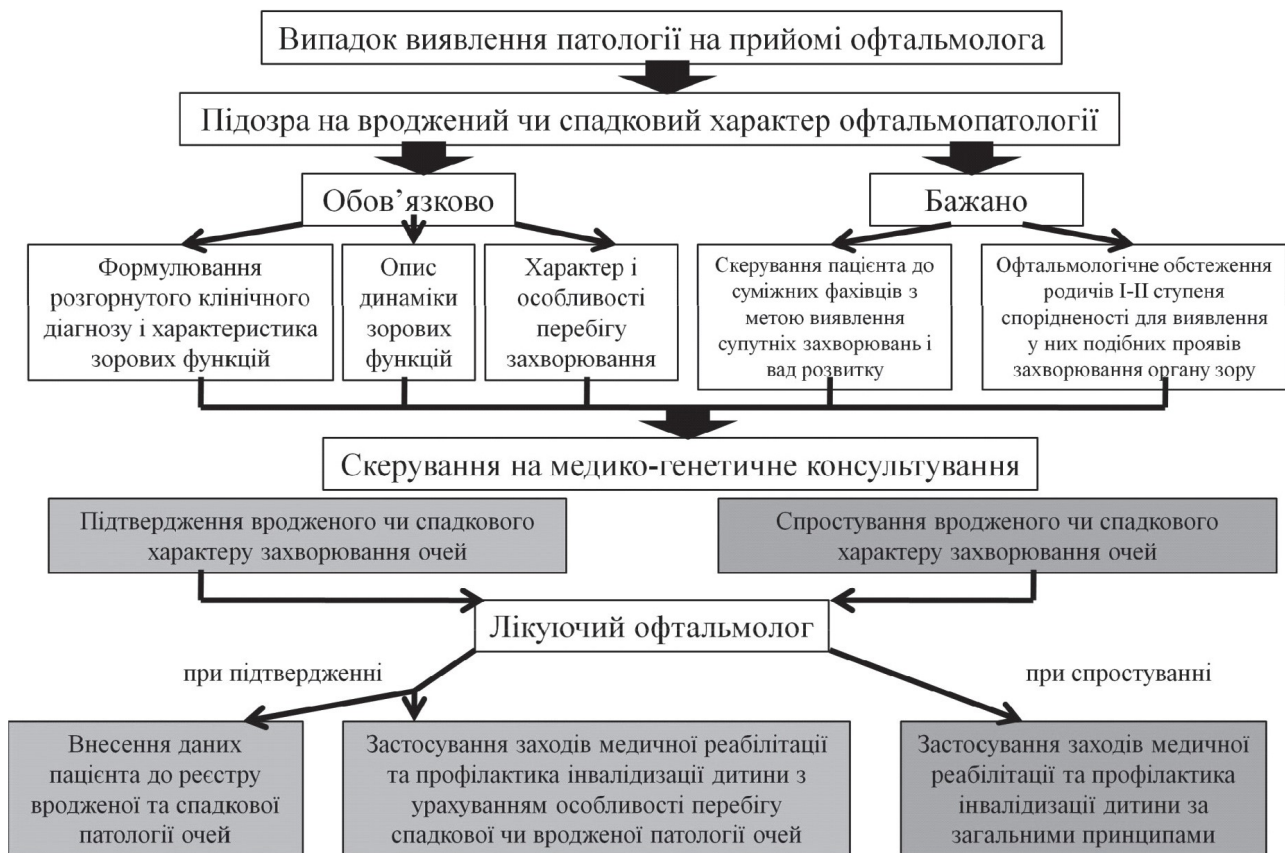 Випадок виявлення патології на прийомі офтальмолога
Підозра на вроджений чи спадковий характер офтальмопатології
Обов’язково
Бажано
Формулювання
розгорнутого клінічного
діагнозу і характеристика
зорових функцій
Опис
динаміки
зорових
функцій
Характер і
особливості
перебігу
захворювання
Скерування пацієнта до
суміжних фахівців з
метою виявлення
супутніх захворювань і
вад розвитку
Офтальмологічне обстеження
родичів I-II ступеня
спорідненості для виявлення
у них подібних проявів
захворювання органу зору
Скерування на медико-генетичне консультування
Підтвердження вродженого чи спадкового
характеру захворювання очей
Спростування вродженого чи спадкового
характеру захворювання очей
Лікуючий офтальмолог
при підтвердженні
при спростуванні
Внесення даних
пацієнта до реєстру
вродженої та спадкової
патології очей
Застосування заходів медичної реабілітації
та профілактика інвалідизації дитини з
урахуванням особливості перебігу
спадкової чи вродженої патології очей
Застосування заходів медичної
реабілітації та профілактика
інвалідизації дитини за
загальними принципами